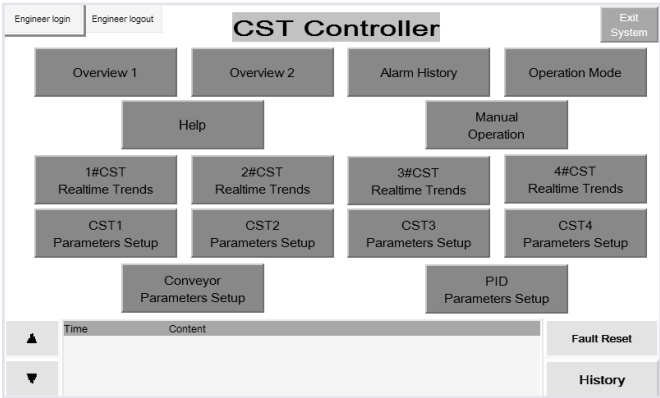 Engineer login
Engineer logout
CST Controller
Exit
System
Overview 1
Overview 2
Alarm History
Operation Mode
Help
Manual
Operation
1#CST
Realtime Trends
2#CST
Realtime Trends
3#CST
Realtime Trends
4#CST
Realtime Trends
CST1
Parameters Setup
CST2
Parameters Setup
CST3
Parameters Setup
CST4
Parameters Setup
Conveyor
Parameters Setup
PID
Parameters Setup
Time
Content
Fault Reset
History